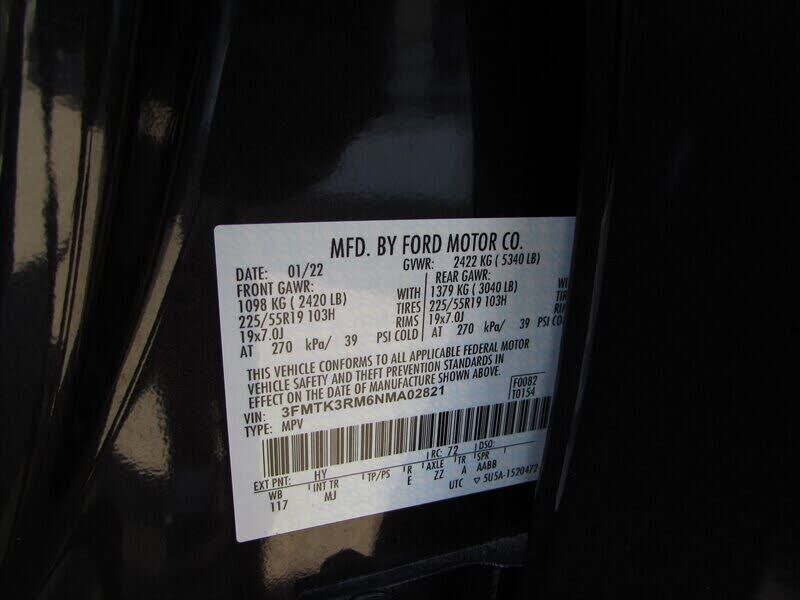 MFD. BY FORD MOTOR CO.
DATE: 01/22 GVWR: 2422 KG ( 5340 LB)
FRONT GAWR: REAR GAWR:
1098 KG ( 2420 LB) WITH 1379 KG ( 3040 LB)
225/55R19 103H TIRES 225/55R19 103H
19x7.0J RIMS 19x7.0J
AT 270 kPa/ 39 PSI COLD AT 270 kPa/ 39 PSI COL
THIS VEHICLE CONFORMS TO ALL APPLICABLE FEDERAL MOTOR
VEHICLE SAFETY AND THEFT PREVENTION STANDARDS IN
EFFECT ON THE DATE OF MANUFACTURE SHOWN ABOVE.
VIN: 3FMTK3RM6NMA02821 F0082
TYPE: MPV T0154
EXT PNT: HY RC: 72 DSO:
WB INT TR TP/PS R AXLE TR SPR
117 MJ E ZZ A AABB
UTC ▽ 5U5A-1520472-